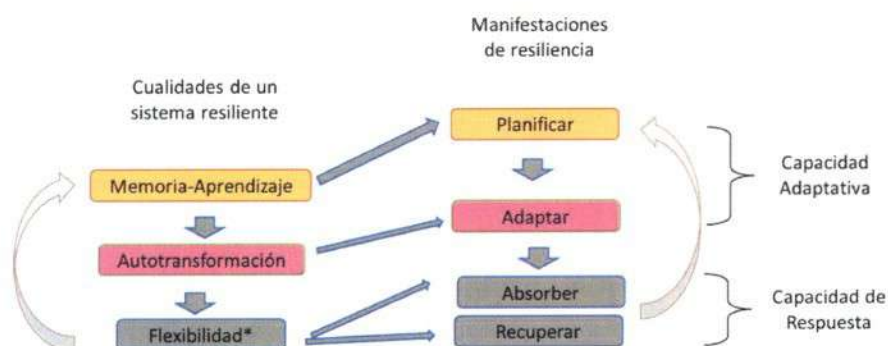 Manifestaciones
de resiliencia
Cualidades de un
sistema resiliente
Planificar
Memoria-Aprendizaje
Capacidad
Adaptativa
Adaptar
Autotransformación
Absorber
Flexibilidad*
Recuperar
Capacidad de
Respuesta